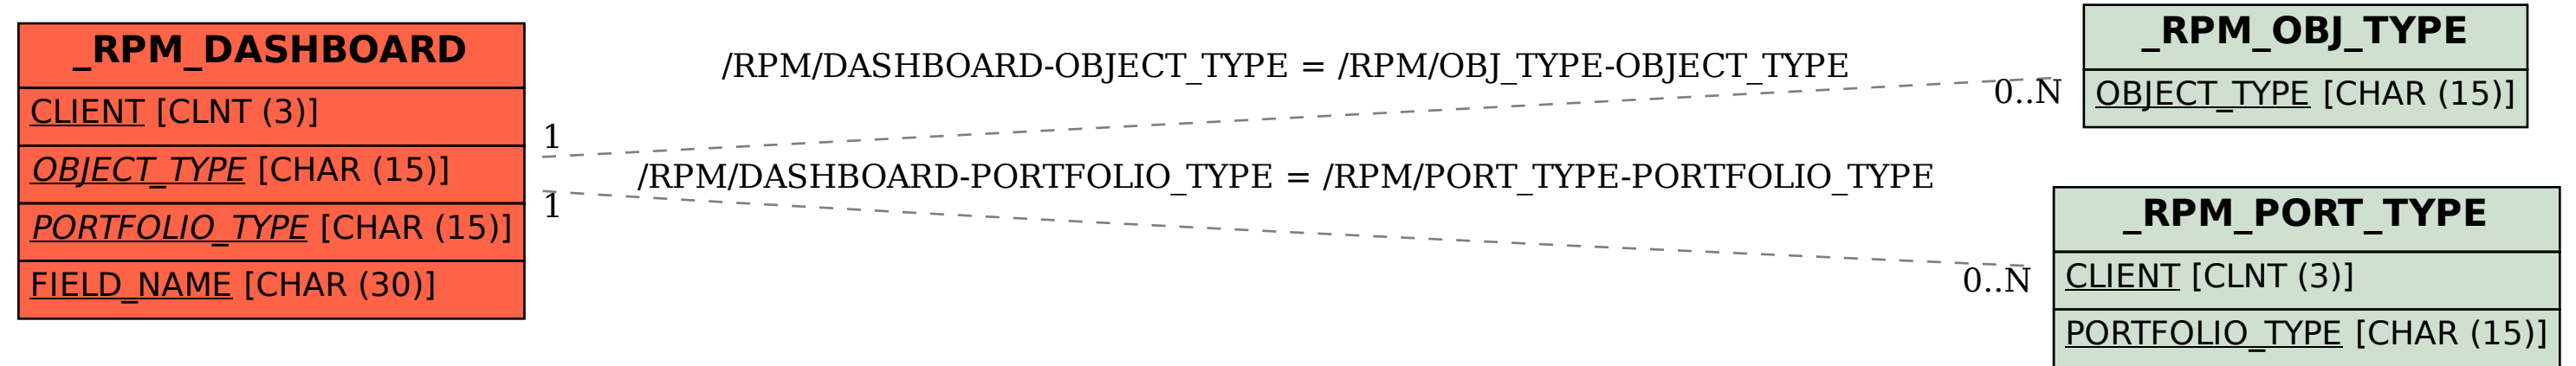 _RPM_DASHBOARD
CLIENT [CLNT (3)]
OBJECT_TYPE [CHAR (15)]
PORTFOLIO_TYPE [CHAR (15)]
FIELD_NAME [CHAR (30)]
/RPM/DASHBOARD-OBJECT_TYPE = /RPM/OBJ_TYPE-OBJECT_TYPE
1
0..N
/RPM/DASHBOARD-PORTFOLIO_TYPE = /RPM/PORT_TYPE-PORTFOLIO_TYPE
1
0..N
_RPM_OBJ_TYPE
OBJECT_TYPE [CHAR (15)]
_RPM_PORT_TYPE
CLIENT [CLNT (3)]
PORTFOLIO_TYPE [CHAR (15)]